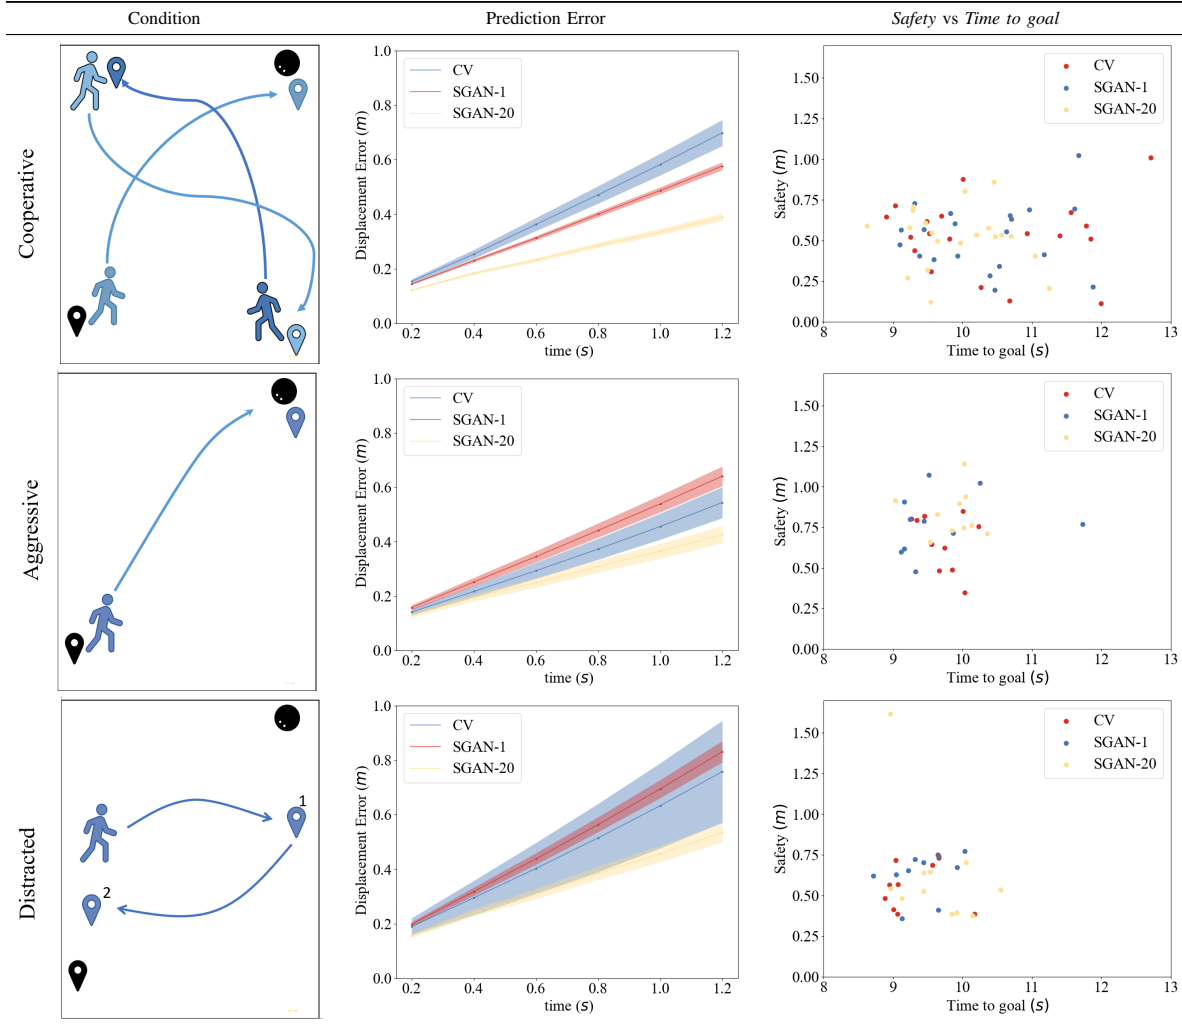 Condition
Prediction Error
Safety vs Time to goal
Cooperative
1.0
0.8
0.6
0.4
0.2
0.0
Displacement Error (m)
CV
SGAN-1
SGAN-20
0.2 0.4 0.6 0.8 1.0 1.2
time (s)
1.50
1.25
1.00
0.75
0.50
0.25
0.00
Safety (m)
CV
SGAN-1
SGAN-20
8 9 10 11 12 13
Time to goal (s)
Aggressive
1.0
0.8
0.6
0.4
0.2
0.0
Displacement Error (m)
CV
SGAN-1
SGAN-20
0.2 0.4 0.6 0.8 1.0 1.2
time (s)
1.50
1.25
1.00
0.75
0.50
0.25
0.00
Safety (m)
CV
SGAN-1
SGAN-20
8 9 10 11 12 13
Time to goal (s)
Distracted
1
2
1.0
0.8
0.6
0.4
0.2
0.0
Displacement Error (m)
CV
SGAN-1
SGAN-20
0.2 0.4 0.6 0.8 1.0 1.2
time (s)
1.50
1.25
1.00
0.75
0.50
0.25
0.00
Safety (m)
CV
SGAN-1
SGAN-20
8 9 10 11 12 13
Time to goal (s)